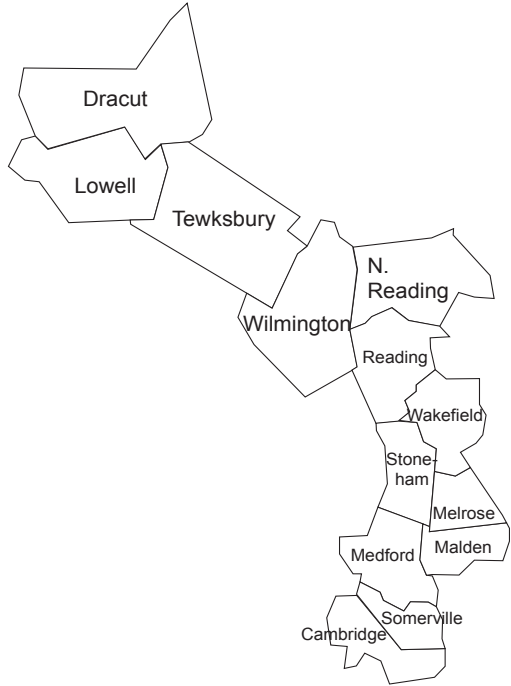 Dracut
Lowell
Tewksbury
N.
Reading
Wilmington
Reading
Wakefield
Stone-
ham
Melrose
Malden
Medford
Somerville
Cambridge